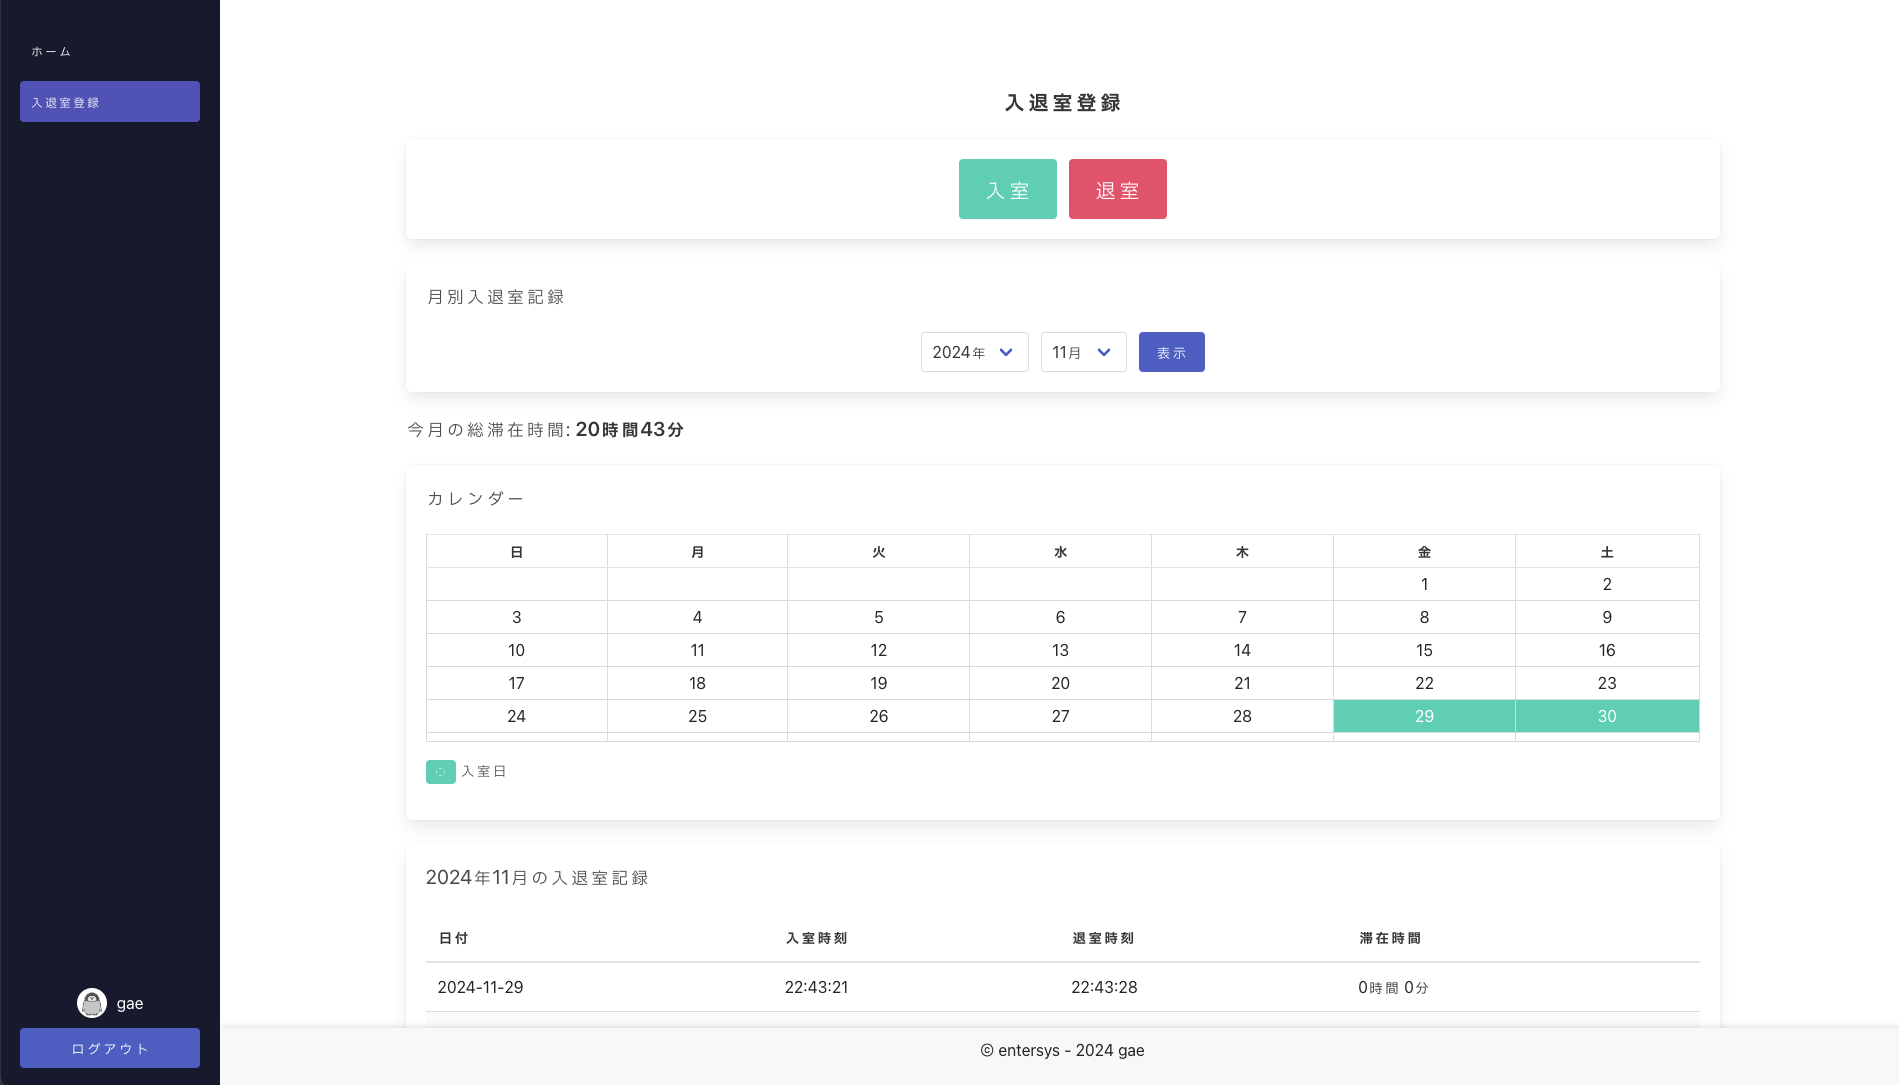 ホーム
入退室登録
gae
ログアウト
入退室登録
入室 退室
月別入退室記録
2024年 11月 表示
今月の総滞在時間: 20時間43分
カレンダー
日 月 火 水 木 金 土
1 2
3 4 5 6 7 8 9
10 11 12 13 14 15 16
17 18 19 20 21 22 23
24 25 26 27 28 29 30
入室日
2024年11月の入退室記録
日付 入室時刻 退室時刻 滞在時間
2024-11-29 22:43:21 22:43:28 0時間 0分
© entersys - 2024 gae